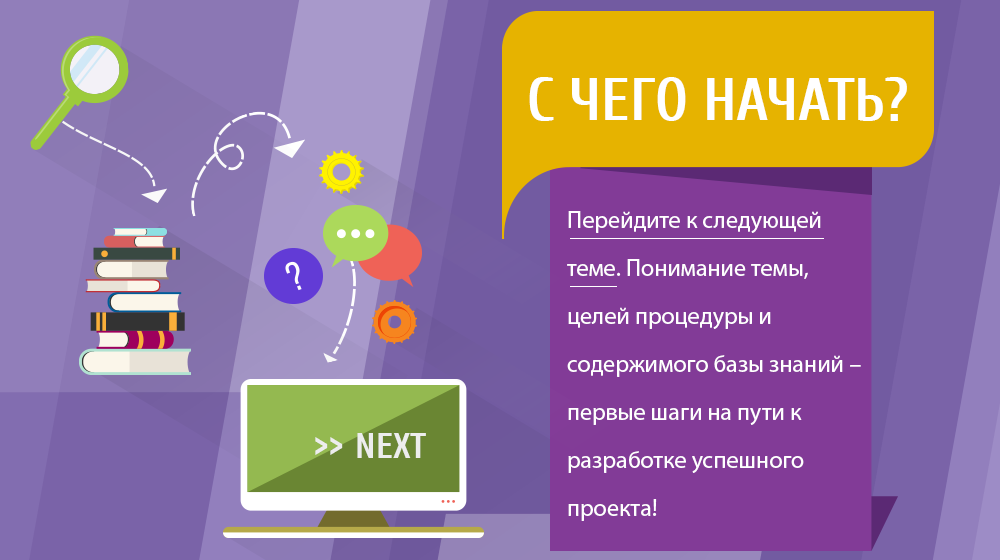 С ЧЕГО НАЧАТЬ?
Перейдите к следующей
теме. Понимание темы,
целей процедуры и
содержимого базы знаний –
первые шаги на пути к
разработке успешного
проекта!
?
>> NEXT